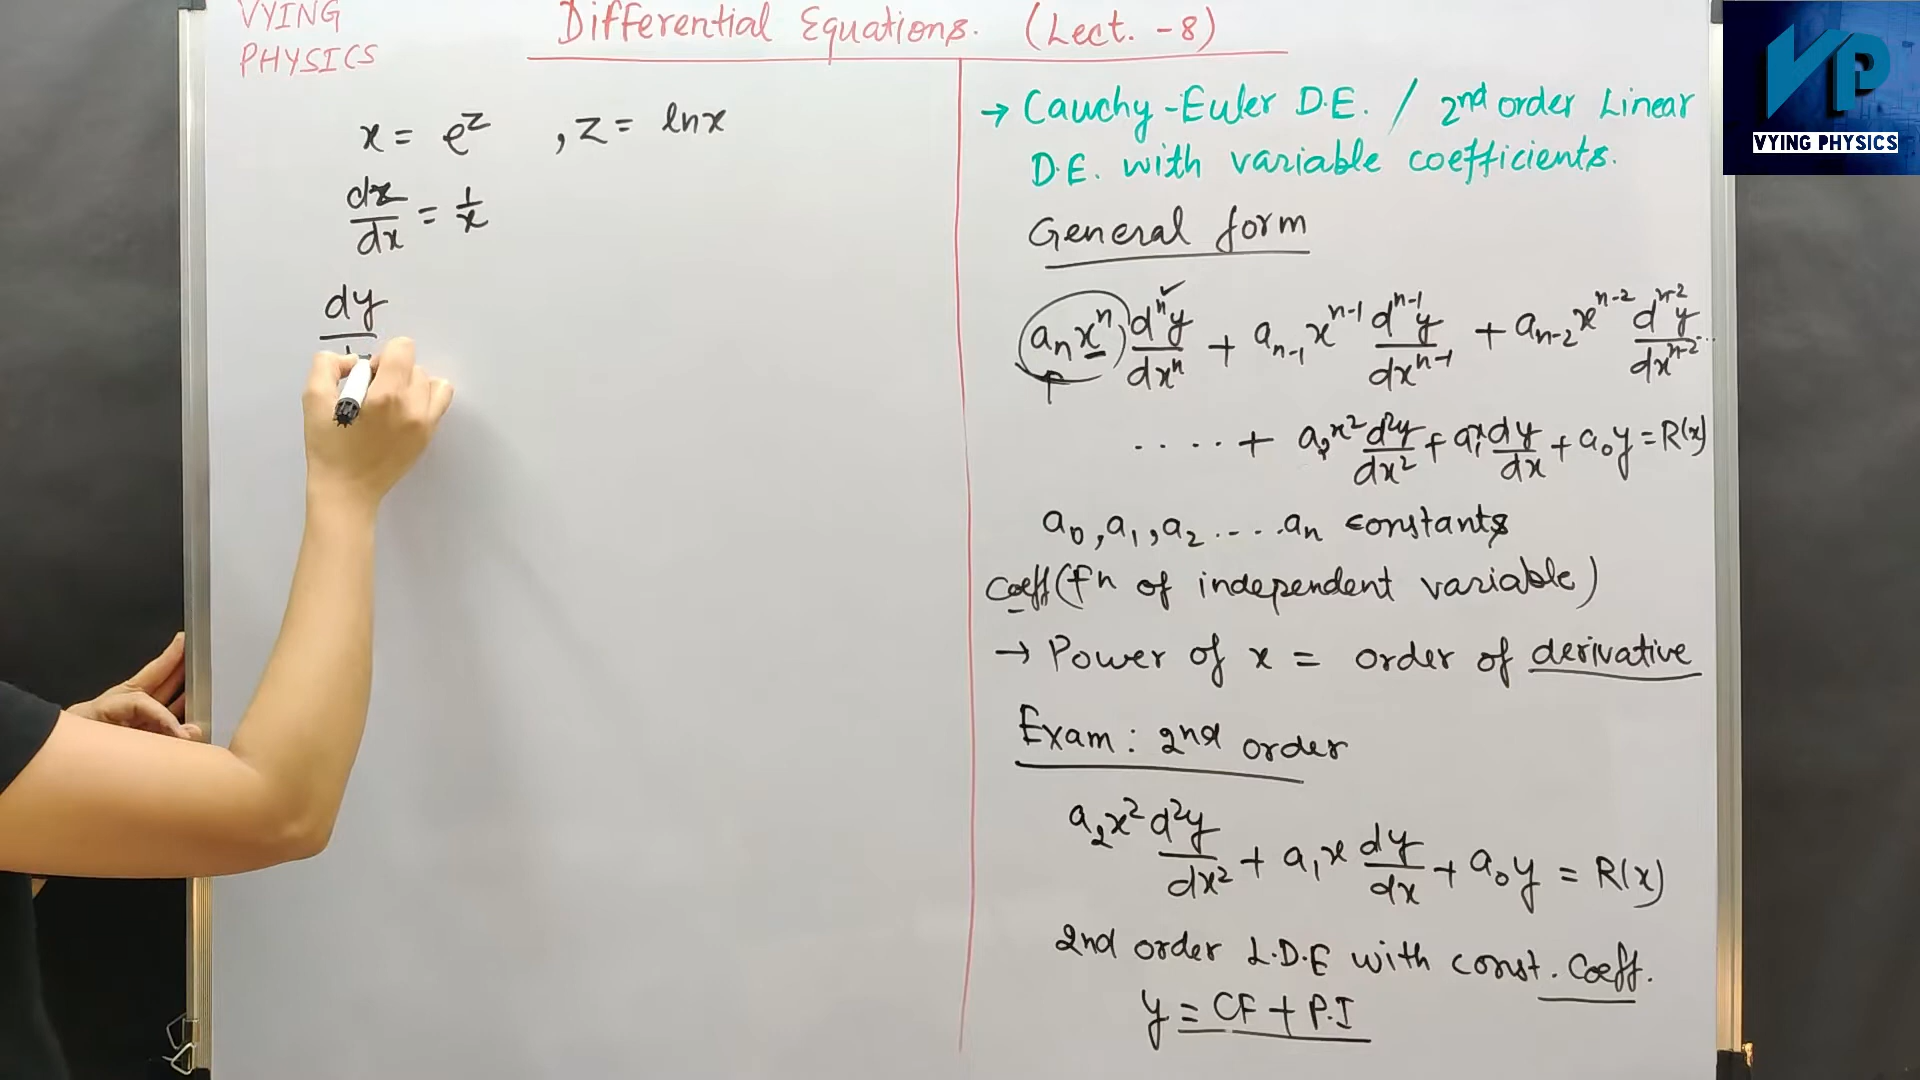 VYING
PHYSICS
Differential Equations. (Lect. -8)
x = e^z , z = lnx
dz/dx = 1/x
dy
→ Cauchy-Euler D.E. / 2nd order Linear
D.E. with variable coefficients.
General form
a_n x^n d^n y/dx^n + a_{n-1} x^{n-1} d^{n-1} y/dx^{n-1} + a_{n-2} x^{n-2} d^{n-2} y/dx^{n-2} ..
..... + a_2 x^2 d^2y/dx^2 + a_1 x dy/dx + a_0 y = R(x)
a_0, a_1, a_2 ..... a_n constants
Coeff (f^n of independent variable)
→ Power of x = order of derivative
Exam : 2nd order
a_2 x^2 d^2y/dx^2 + a_1 x dy/dx + a_0 y = R(x)
2nd order L.D.E with const. Coeff.
y = CF + P.I
VP
VYING PHYSICS